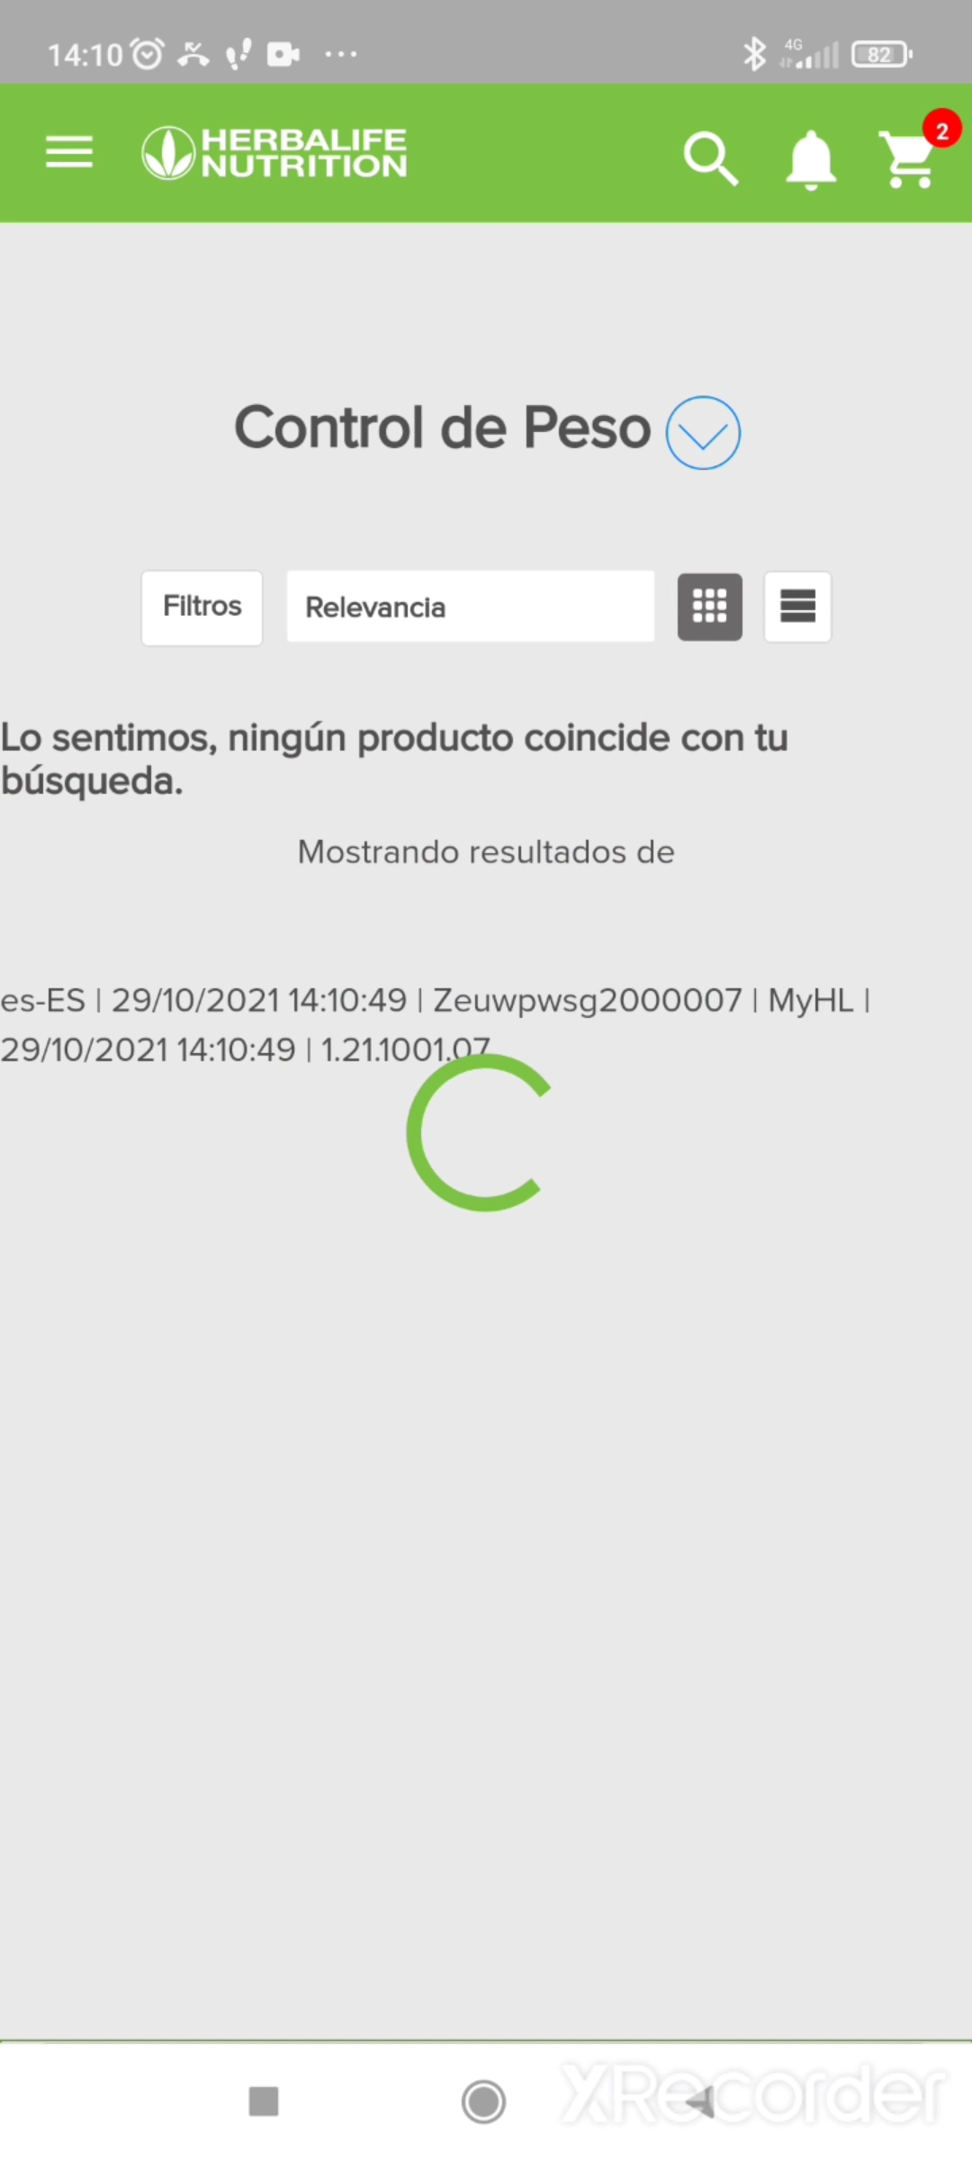 14:10 ... 4G 82
HERBALIFE
NUTRITION
2
Control de Peso
Filtros Relevancia
Lo sentimos, ningún producto coincide con tu
búsqueda.
Mostrando resultados de
es-ES | 29/10/2021 14:10:49 | Zeuwpwsg2000007 | MyHL |
29/10/2021 14:10:49 | 1.21.1001.07
XRecorder